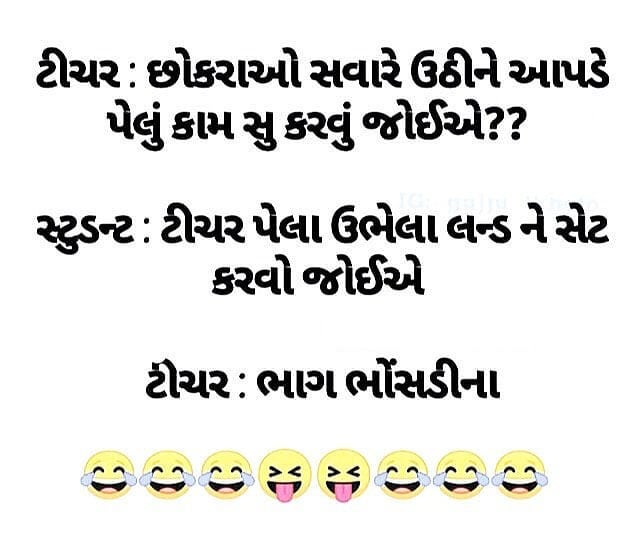 ટીચર : છોકરાઓ સવારે ઉઠીને આપડે
પેલું કામ સુ કરવું જોઈએ??
સ્ટુડન્ટ : ટીચર પેલા ઉભેલા લન્ડ ને સેટ
કરવો જોઈએ
ટીચર : ભાગ ભોંસડીના
😂😂😂😝😝😂😂😂